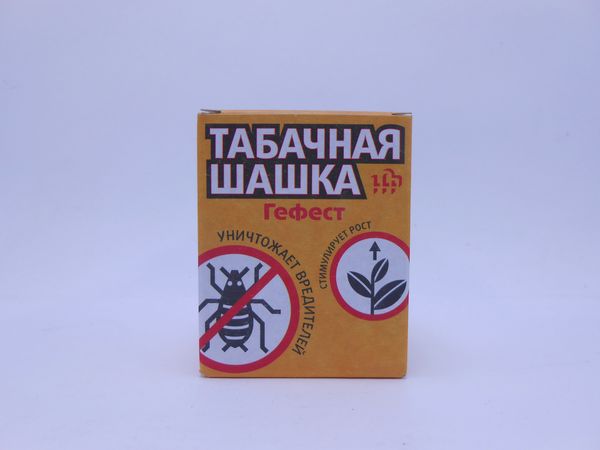 ТАБАЧНАЯ
ШАШКА
Гефест
УНИЧТОЖАЕТ ВРЕДИТЕЛЕЙ
СТИМУЛИРУЕТ РОСТ